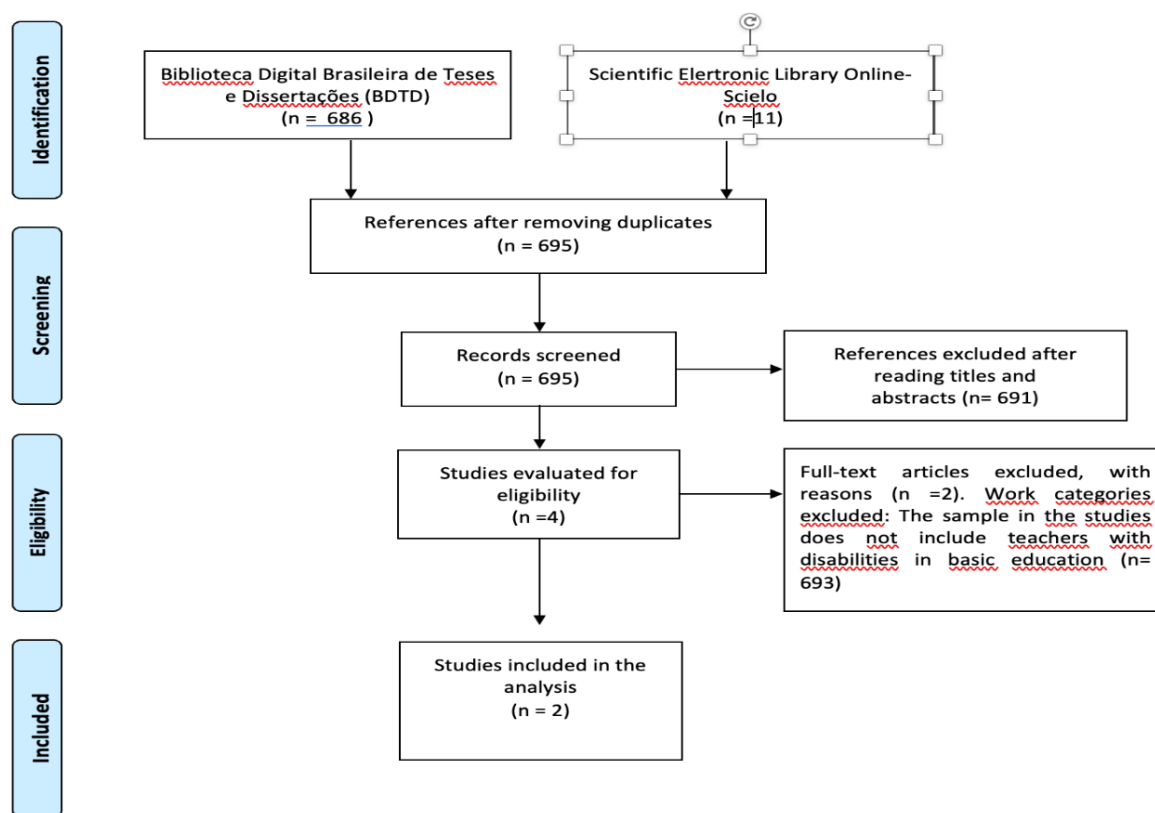 Identification
Biblioteca Digital Brasileira de Teses
e Dissertações (BDTD)
(n = 686 )
Scientific Elertronic Library Online-
Scielo
(n =11)
References after removing duplicates
(n = 695)
Screening
Records screened
(n = 695)
References excluded after
reading titles and
abstracts (n= 691)
Eligibility
Studies evaluated for
eligibility
(n =4)
Full-text articles excluded, with
reasons (n =2). Work categories
excluded: The sample in the studies
does not include teachers with
disabilities in basic education (n=
693)
Included
Studies included in the
analysis
(n = 2)